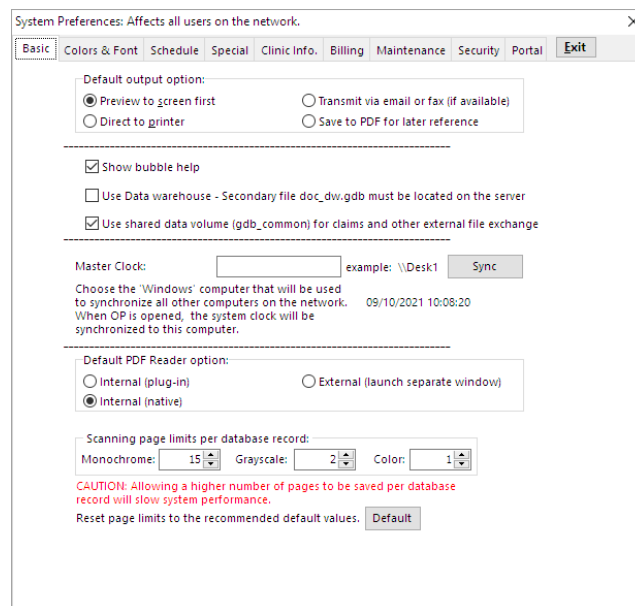 System Preferences: Affects all users on the network.
Basic Colors & Font Schedule Special Clinic Info. Billing Maintenance Security Portal Exit
Default output option:
Preview to screen first Transmit via email or fax (if available)
Direct to printer Save to PDF for later reference
Show bubble help
Use Data warehouse - Secondary file doc_dw.gdb must be located on the server
Use shared data volume (gdb_common) for claims and other external file exchange
Master Clock: example: \\Desk1 Sync
Choose the 'Windows' computer that will be used
to synchronize all other computers on the network. 09/10/2021 10:08:20
When OP is opened, the system clock will be
synchronized to this computer.
Default PDF Reader option:
Internal (plug-in) External (launch separate window)
Internal (native)
Scanning page limits per database record:
Monochrome: 15 Grayscale: 2 Color: 1
CAUTION: Allowing a higher number of pages to be saved per database
record will slow system performance.
Reset page limits to the recommended default values. Default